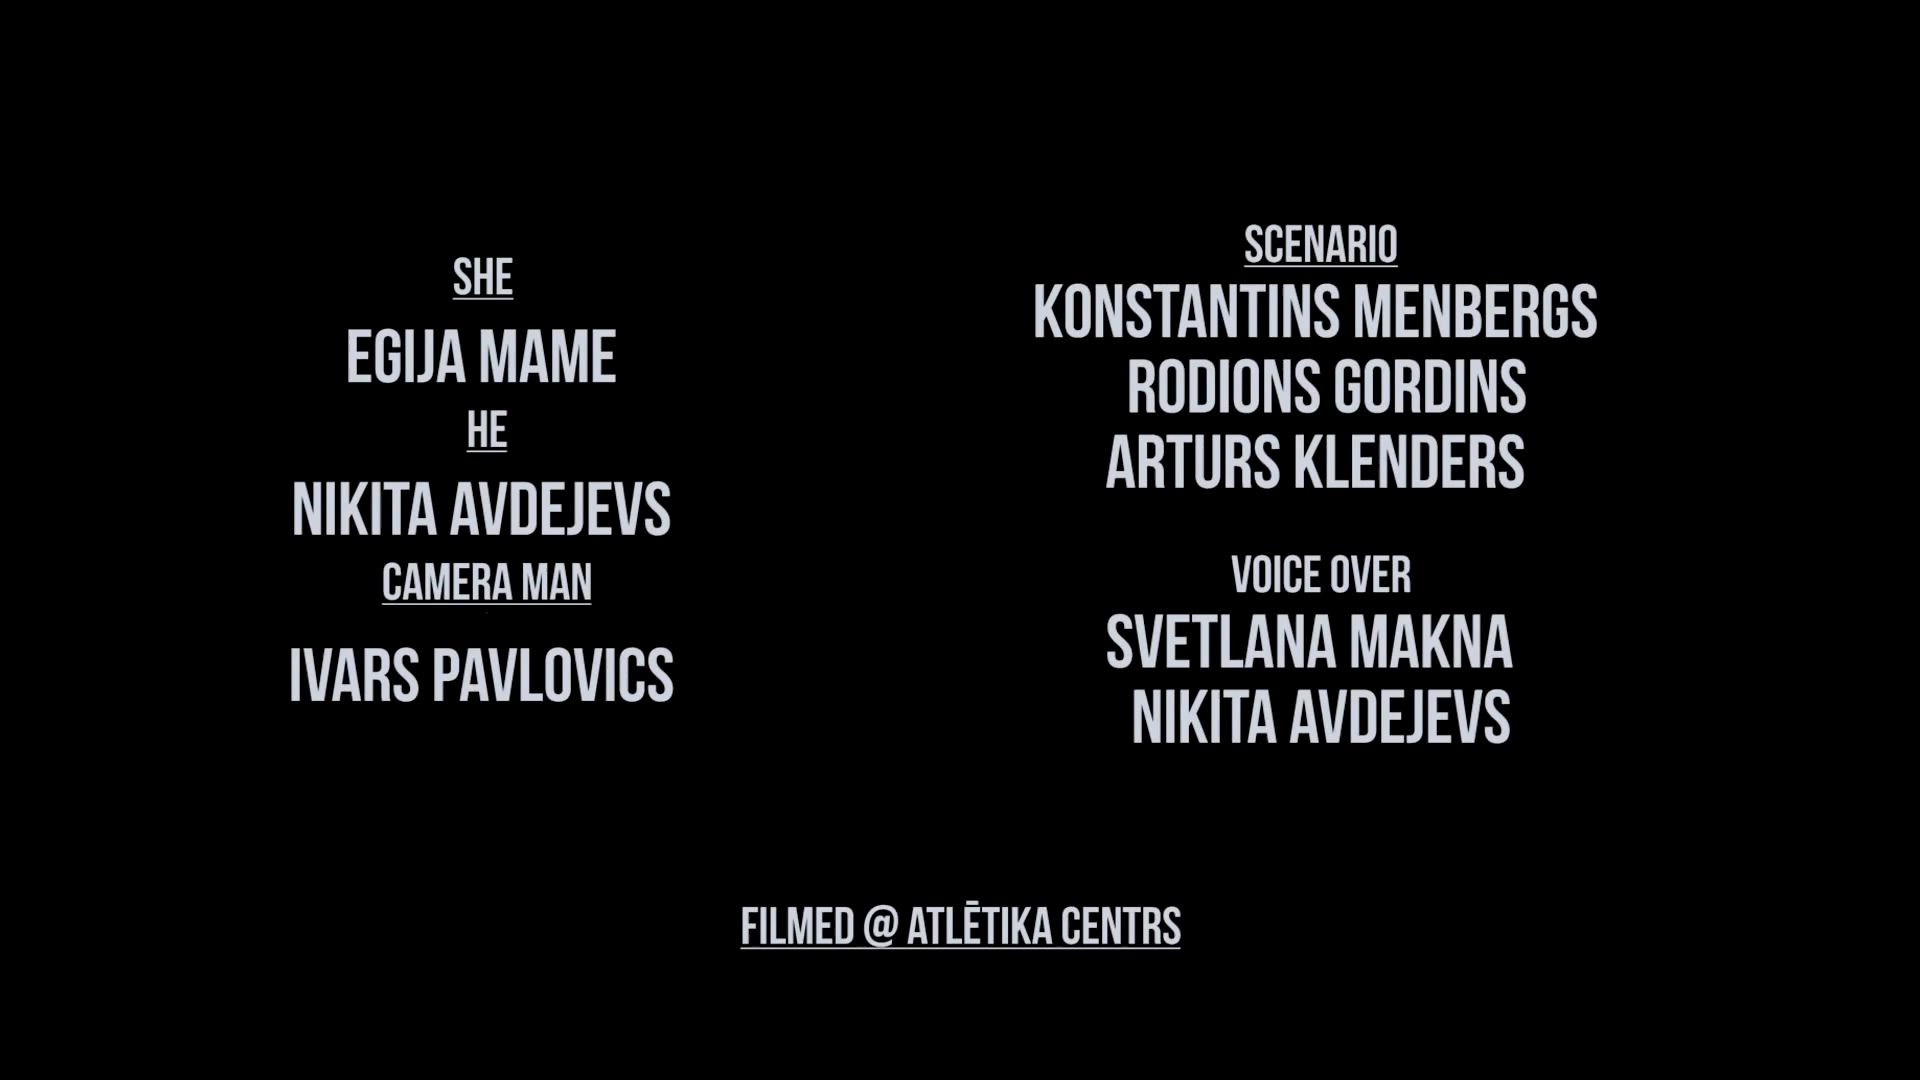 SHE
EGIJA MAME
HE
NIKITA AVDEJEVS
CAMERA MAN
IVARS PAVLOVICS
SCENARIO
KONSTANTINS MENBERGS
RODIONS GORDINS
ARTURS KLENDERS
VOICE OVER
SVETLANA MAKNA
NIKITA AVDEJEVS
FILMED @ ATLĒTIKA CENTRS